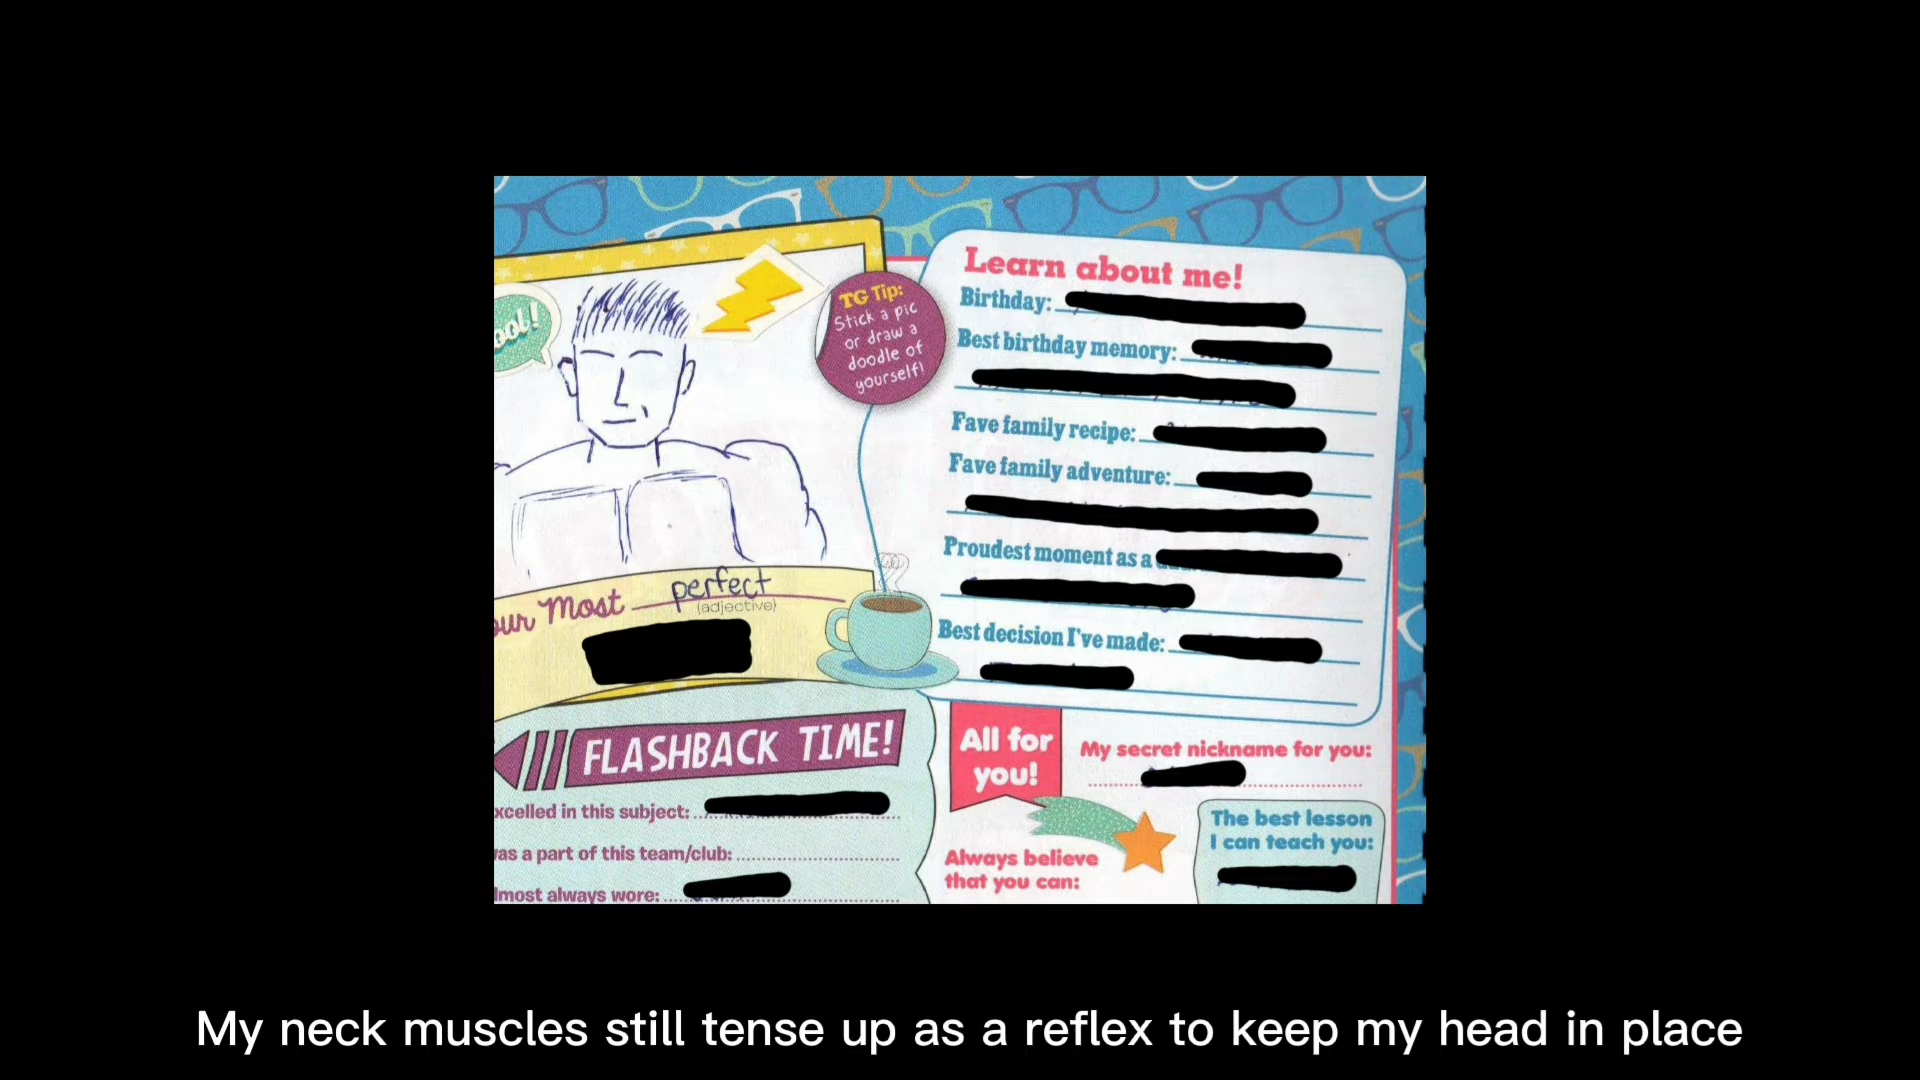 ool!
TG Tip:
Stick a pic
or draw a
doodle of
yourself!
our Most perfect
(adjective)
FLASHBACK TIME!
xcelled in this subject:
as a part of this team/club:
lmost always wore:
Learn about me!
Birthday:
Best birthday memory:
Fave family recipe:
Fave family adventure:
Proudest moment as a
Best decision I've made:
All for
you!
My secret nickname for you:
Always believe
that you can:
The best lesson
I can teach you:
My neck muscles still tense up as a reflex to keep my head in place